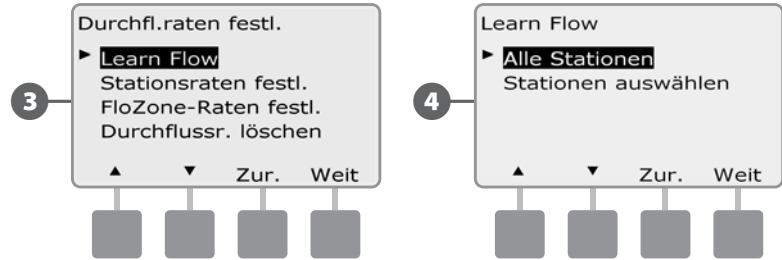 Durchfl.raten festl.
► Learn Flow
Stationsraten festl.
FloZone-Raten festl.
Durchflussr. löschen
▲ ▼ Zur. Weit
3
Learn Flow
► Alle Stationen
Stationen auswählen
▲ ▼ Zur. Weit
4